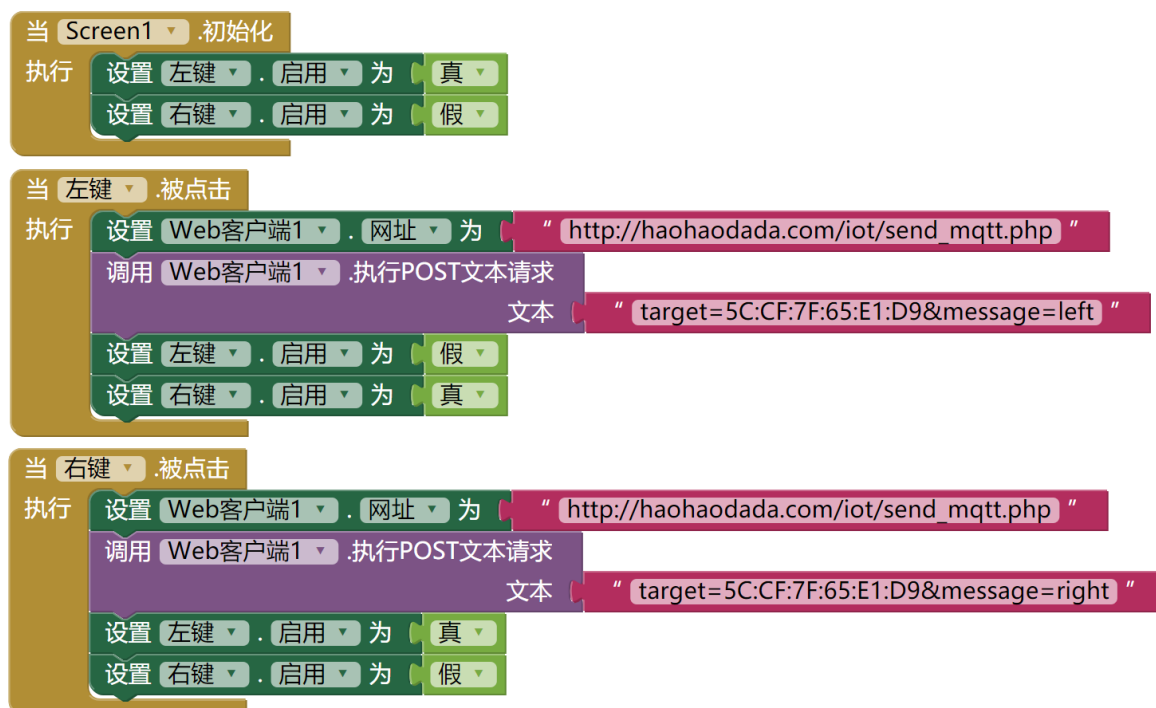 当 Screen1 .初始化
执行 设置 左键 . 启用 为 真
设置 右键 . 启用 为 假
当 左键 .被点击
执行 设置 Web客户端1 . 网址 为 “ http://haohaodada.com/iot/send_mqtt.php ”
调用 Web客户端1 .执行POST文本请求
文本 “ target=5C:CF:7F:65:E1:D9&message=left ”
设置 左键 . 启用 为 假
设置 右键 . 启用 为 真
当 右键 .被点击
执行 设置 Web客户端1 . 网址 为 “ http://haohaodada.com/iot/send_mqtt.php ”
调用 Web客户端1 .执行POST文本请求
文本 “ target=5C:CF:7F:65:E1:D9&message=right ”
设置 左键 . 启用 为 真
设置 右键 . 启用 为 假